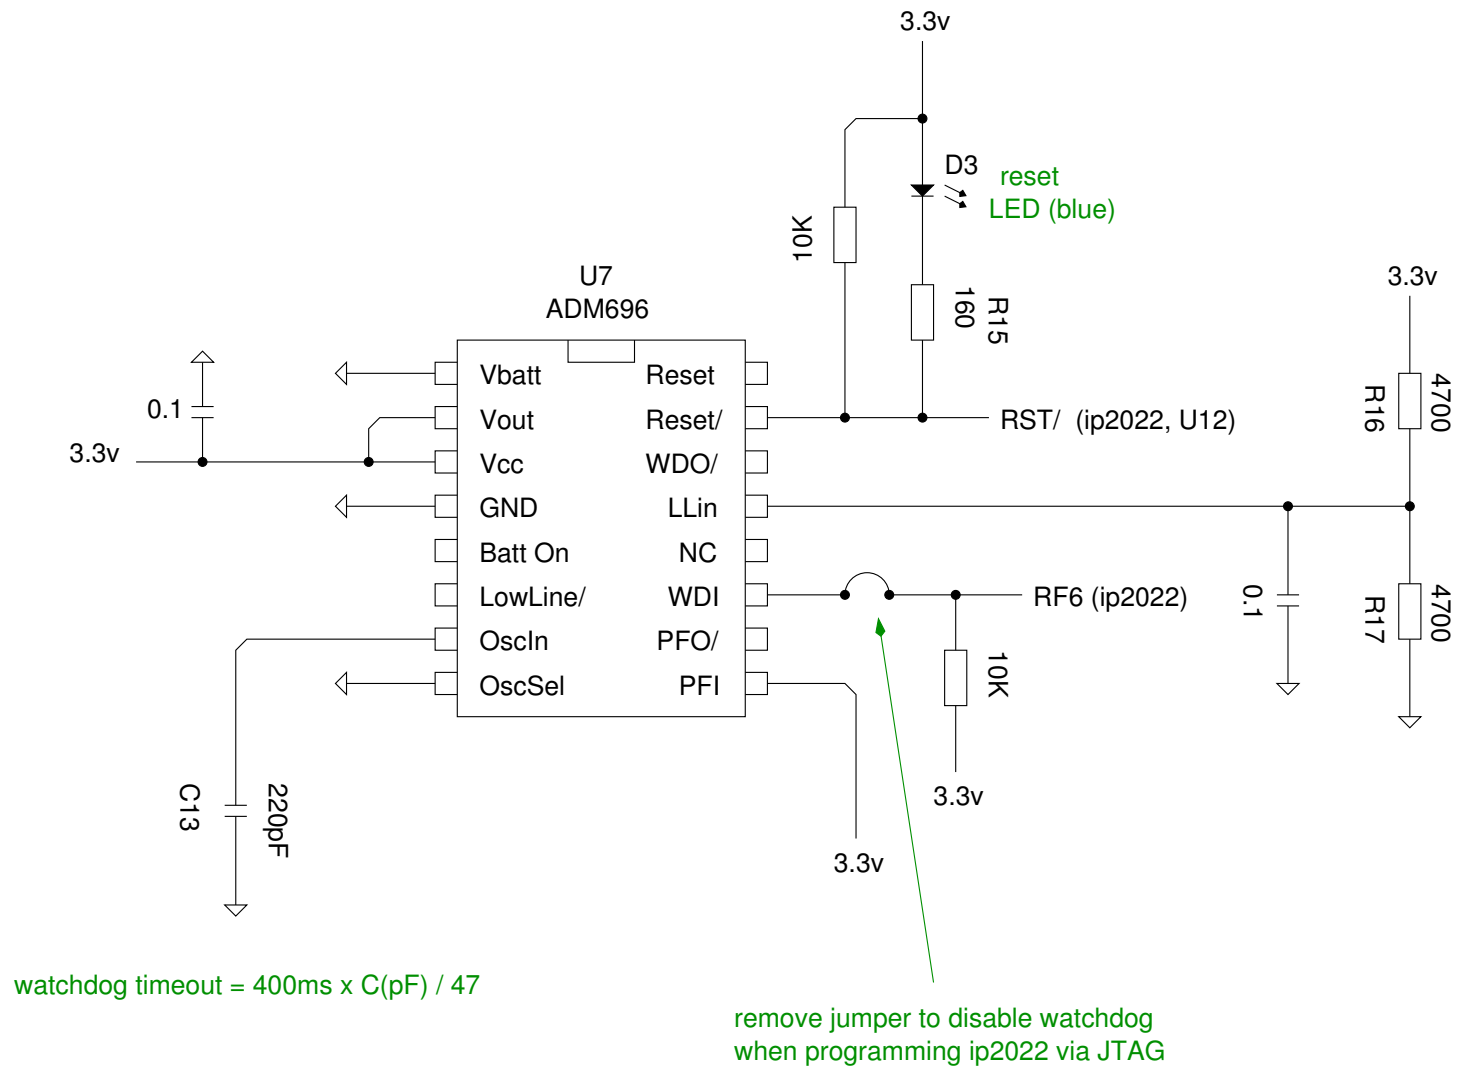 3.3v
D3
reset
LED (blue)
10K
160
R15
U7
ADM696
3.3v
0.1
3.3v
Vbatt
Vout
Vcc
GND
Batt On
LowLine/
OscIn
OscSel
Reset
Reset/
WDO/
LLin
NC
WDI
PFO/
PFI
RST/ (ip2022, U12)
R16
4700
0.1
R17
4700
RF6 (ip2022)
10K
3.3v
3.3v
C13
220pF
watchdog timeout = 400ms x C(pF) / 47
remove jumper to disable watchdog
when programming ip2022 via JTAG